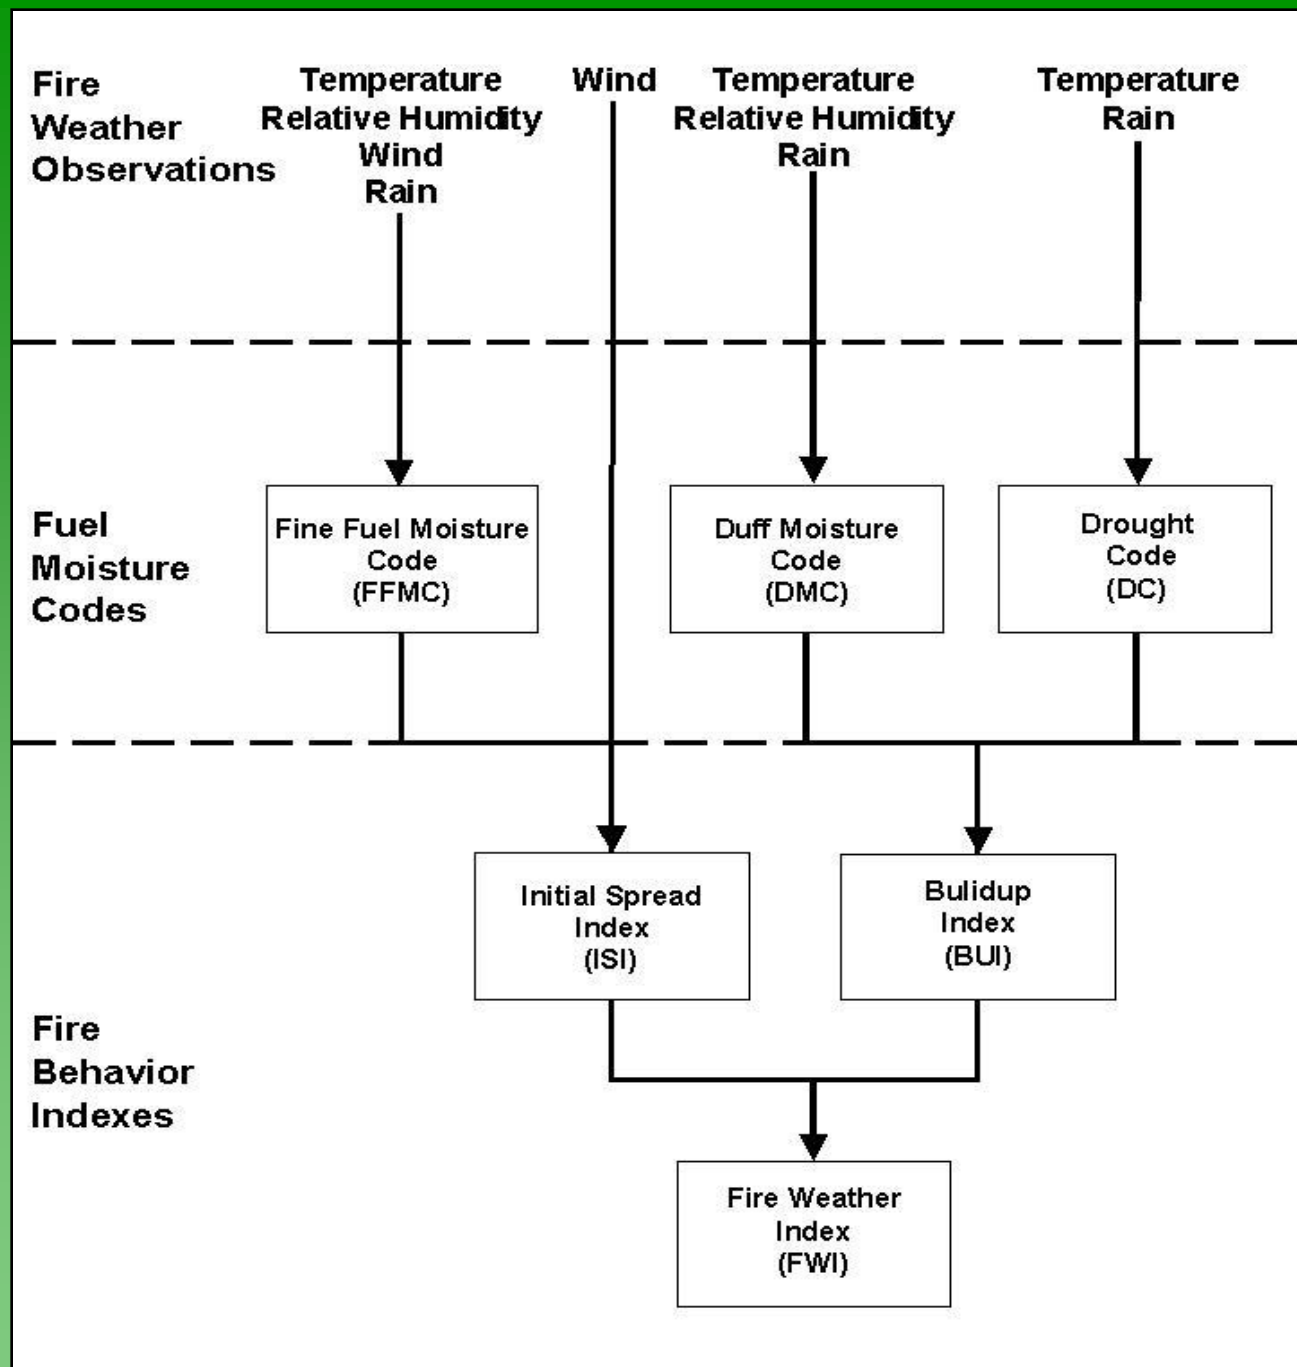 Fire
Weather
Observations
Temperature
Relative Humidity
Wind
Rain
Wind
Temperature
Relative Humidity
Rain
Temperature
Rain
Fuel
Moisture
Codes
Fine Fuel Moisture
Code
(FFMC)
Duff Moisture
Code
(DMC)
Drought
Code
(DC)
Fire
Behavior
Indexes
Initial Spread
Index
(ISI)
Bulidup
Index
(BUI)
Fire Weather
Index
(FWI)